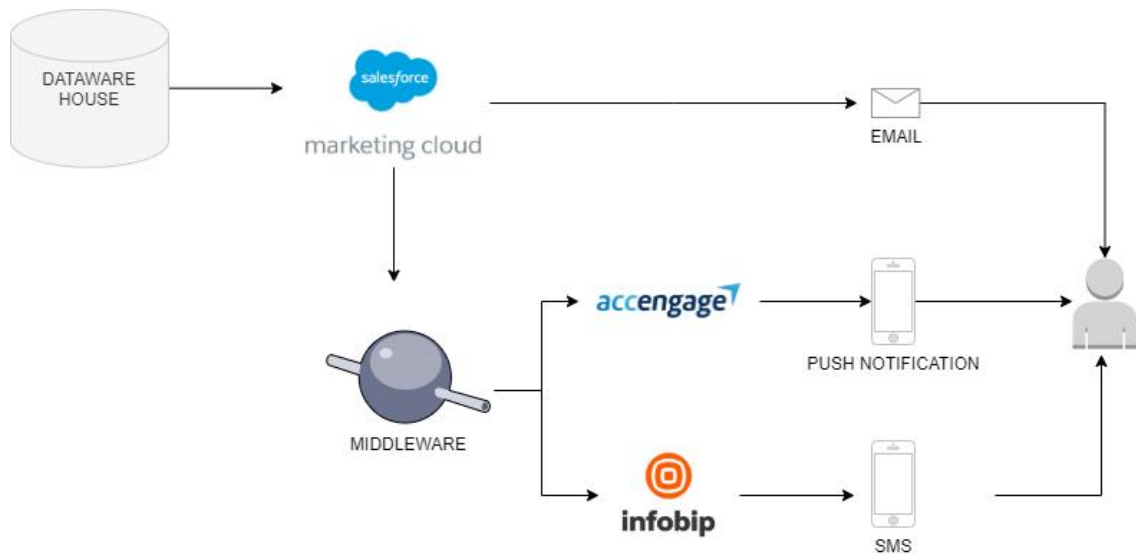 DATAWARE
HOUSE
salesforce
marketing cloud
EMAIL
accengage
PUSH NOTIFICATION
MIDDLEWARE
infobip
SMS